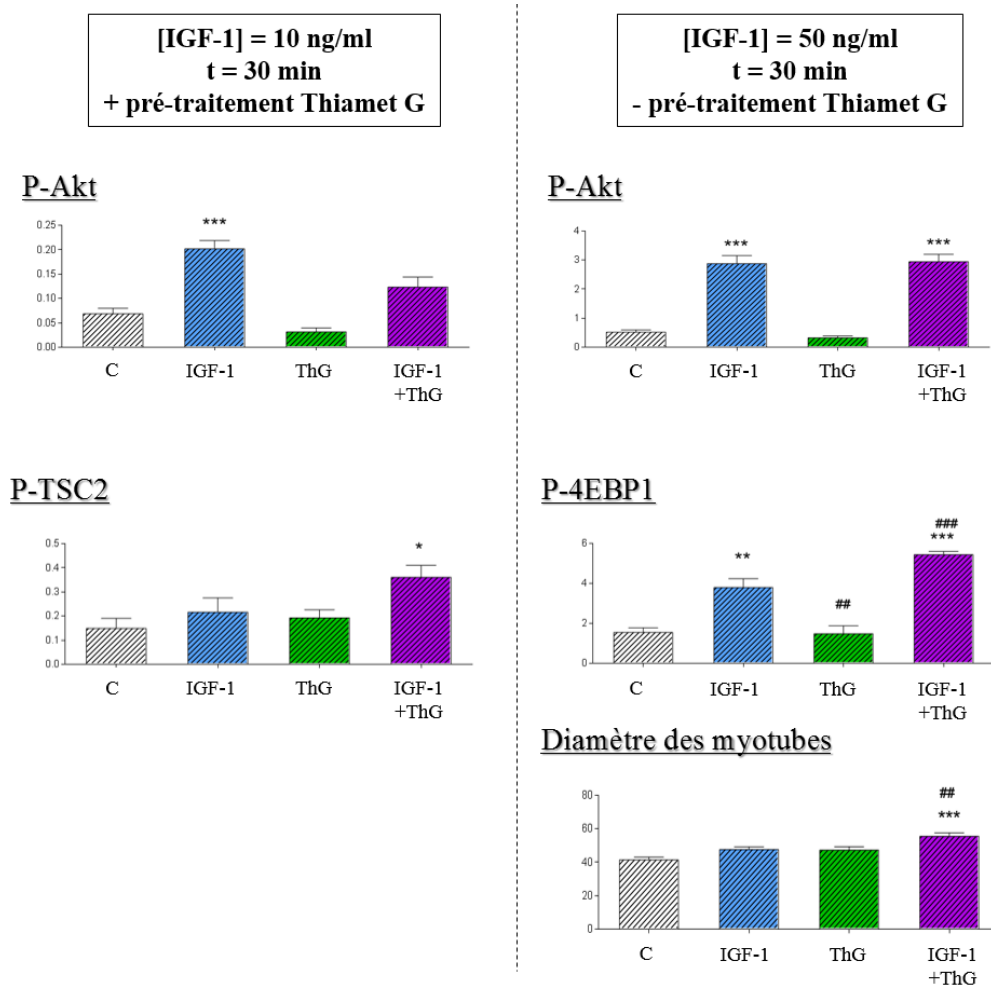 [IGF-1] = 10 ng/ml
t = 30 min
+ pré-traitement Thiamet G
P-Akt
0.25
0.20
0.15
0.10
0.05
0.00
***
C IGF-1 ThG IGF-1
+ThG
P-TSC2
0.5
0.4
0.3
0.2
0.1
0.0
*
C IGF-1 ThG IGF-1
+ThG
[IGF-1] = 50 ng/ml
t = 30 min
- pré-traitement Thiamet G
P-Akt
4
3
2
1
0
*** ***
C IGF-1 ThG IGF-1
+ThG
P-4EBP1
6
4
2
0
###
** ## ***
C IGF-1 ThG IGF-1
+ThG
Diamètre des myotubes
80
60
40
20
0
##
***
C IGF-1 ThG IGF-1
+ThG